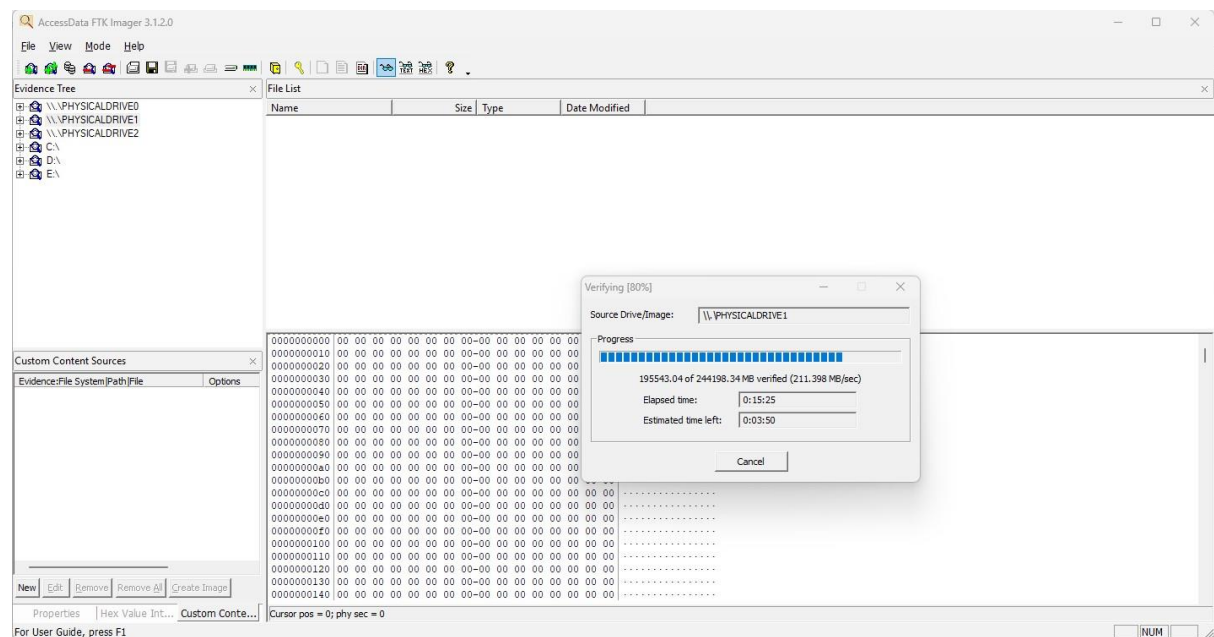 AccessData FTK Imager 3.1.2.0
File View Mode Help
Evidence Tree
\\.\PHYSICALDRIVE0
\\.\PHYSICALDRIVE1
\\.\PHYSICALDRIVE2
C:\
D:\
E:\
File List
Name Size Type Date Modified
Verifying [80%]
Source Drive/Image: \\.\PHYSICALDRIVE1
Progress
195543.04 of 244198.34 MB verified (211.398 MB/sec)
Elapsed time: 0:15:25
Estimated time left: 0:03:50
Cancel
Custom Content Sources
Evidence:File System|Path|File Options
New Edit Remove Remove All Create Image
Properties Hex Value Int... Custom Conte...
0000000000 00 00 00 00 00 00 00 00-00 00 00 00 00 00
0000000010 00 00 00 00 00 00 00 00-00 00 00 00 00 00
0000000020 00 00 00 00 00 00 00 00-00 00 00 00 00 00
0000000030 00 00 00 00 00 00 00 00-00 00 00 00 00 00
0000000040 00 00 00 00 00 00 00 00-00 00 00 00 00 00
0000000050 00 00 00 00 00 00 00 00-00 00 00 00 00 00
0000000060 00 00 00 00 00 00 00 00-00 00 00 00 00 00
0000000070 00 00 00 00 00 00 00 00-00 00 00 00 00 00
0000000080 00 00 00 00 00 00 00 00-00 00 00 00 00 00
0000000090 00 00 00 00 00 00 00 00-00 00 00 00 00 00
00000000a0 00 00 00 00 00 00 00 00-00 00 00 00 00 00
00000000b0 00 00 00 00 00 00 00 00-00 00 00 00 00 00
00000000c0 00 00 00 00 00 00 00 00-00 00 00 00 00 00 00 00 ................
00000000d0 00 00 00 00 00 00 00 00-00 00 00 00 00 00 00 00 ................
00000000e0 00 00 00 00 00 00 00 00-00 00 00 00 00 00 00 00 ................
00000000f0 00 00 00 00 00 00 00 00-00 00 00 00 00 00 00 00 ................
0000000100 00 00 00 00 00 00 00 00-00 00 00 00 00 00 00 00 ................
0000000110 00 00 00 00 00 00 00 00-00 00 00 00 00 00 00 00 ................
0000000120 00 00 00 00 00 00 00 00-00 00 00 00 00 00 00 00 ................
0000000130 00 00 00 00 00 00 00 00-00 00 00 00 00 00 00 00 ................
0000000140 00 00 00 00 00 00 00 00-00 00 00 00 00 00 00 00 ................
Cursor pos = 0; phy sec = 0
For User Guide, press F1
NUM